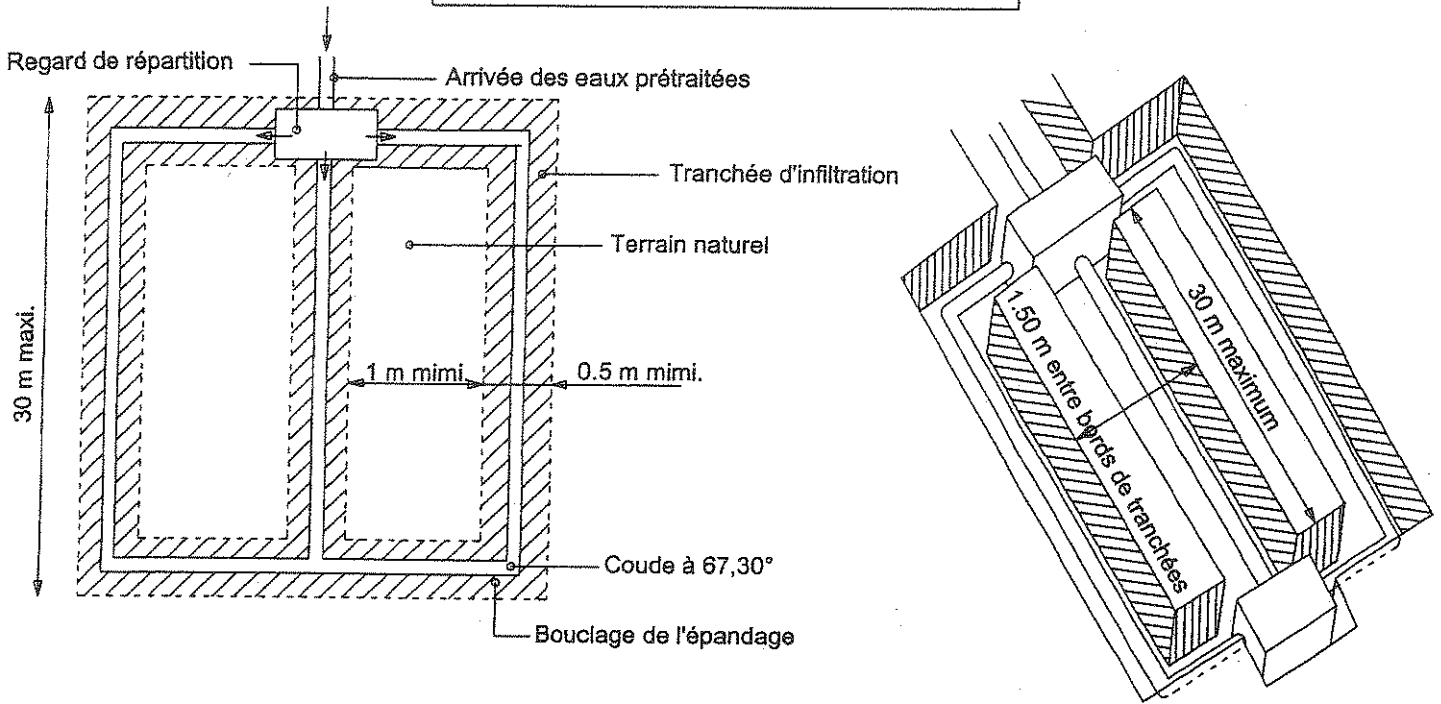 Regard de répartition
Arrivée des eaux prétraitées
Tranchée d'infiltration
Terrain naturel
30 m maxi.
1 m mimi.
0.5 m mimi.
Coude à 67,30°
Bouclage de l'épandage
1.50 m entre bords de tranchées
30 m maximum